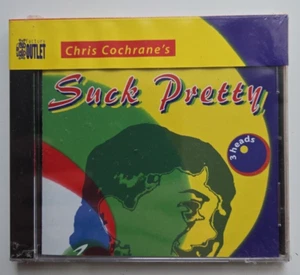 OUTLET
Chris Cochrane's
Suck Pretty
3 heads